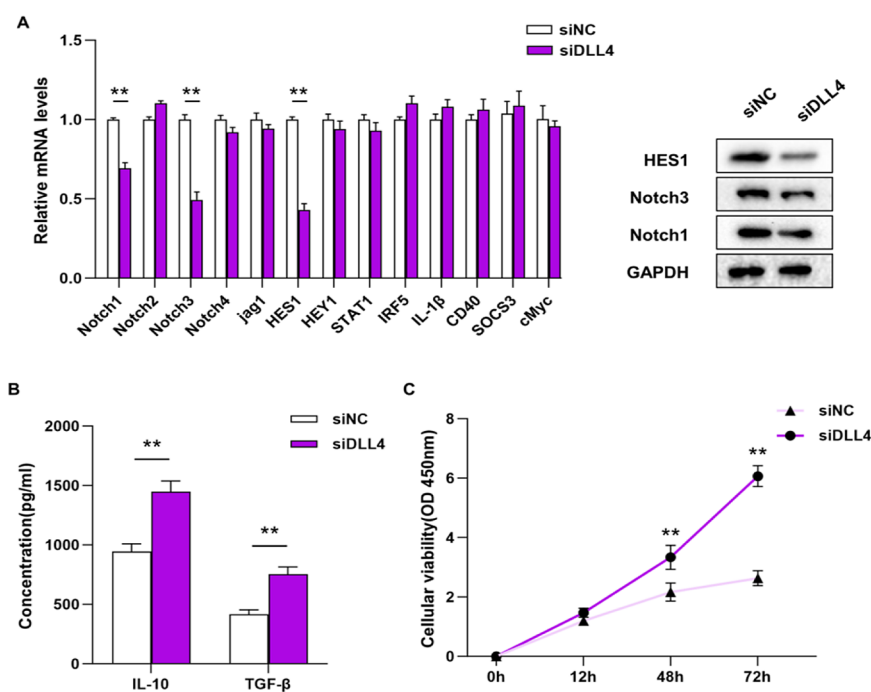 A
siNC
siDLL4
Relative mRNA levels
1.5
1.0
0.5
0.0
** ** **
Notch1 Notch2 Notch3 Notch4 jag1 HES1 HEY1 STAT1 IRF5 IL-1β CD40 SOCS3 cMyc
siNC siDLL4
HES1
Notch3
Notch1
GAPDH
B
siNC
siDLL4
Concentration(pg/ml)
2000
1500
1000
500
0
**
**
IL-10 TGF-β
C
siNC
siDLL4
Cellular viability(OD 450nm)
8
6
4
2
0
**
**
0h 12h 48h 72h